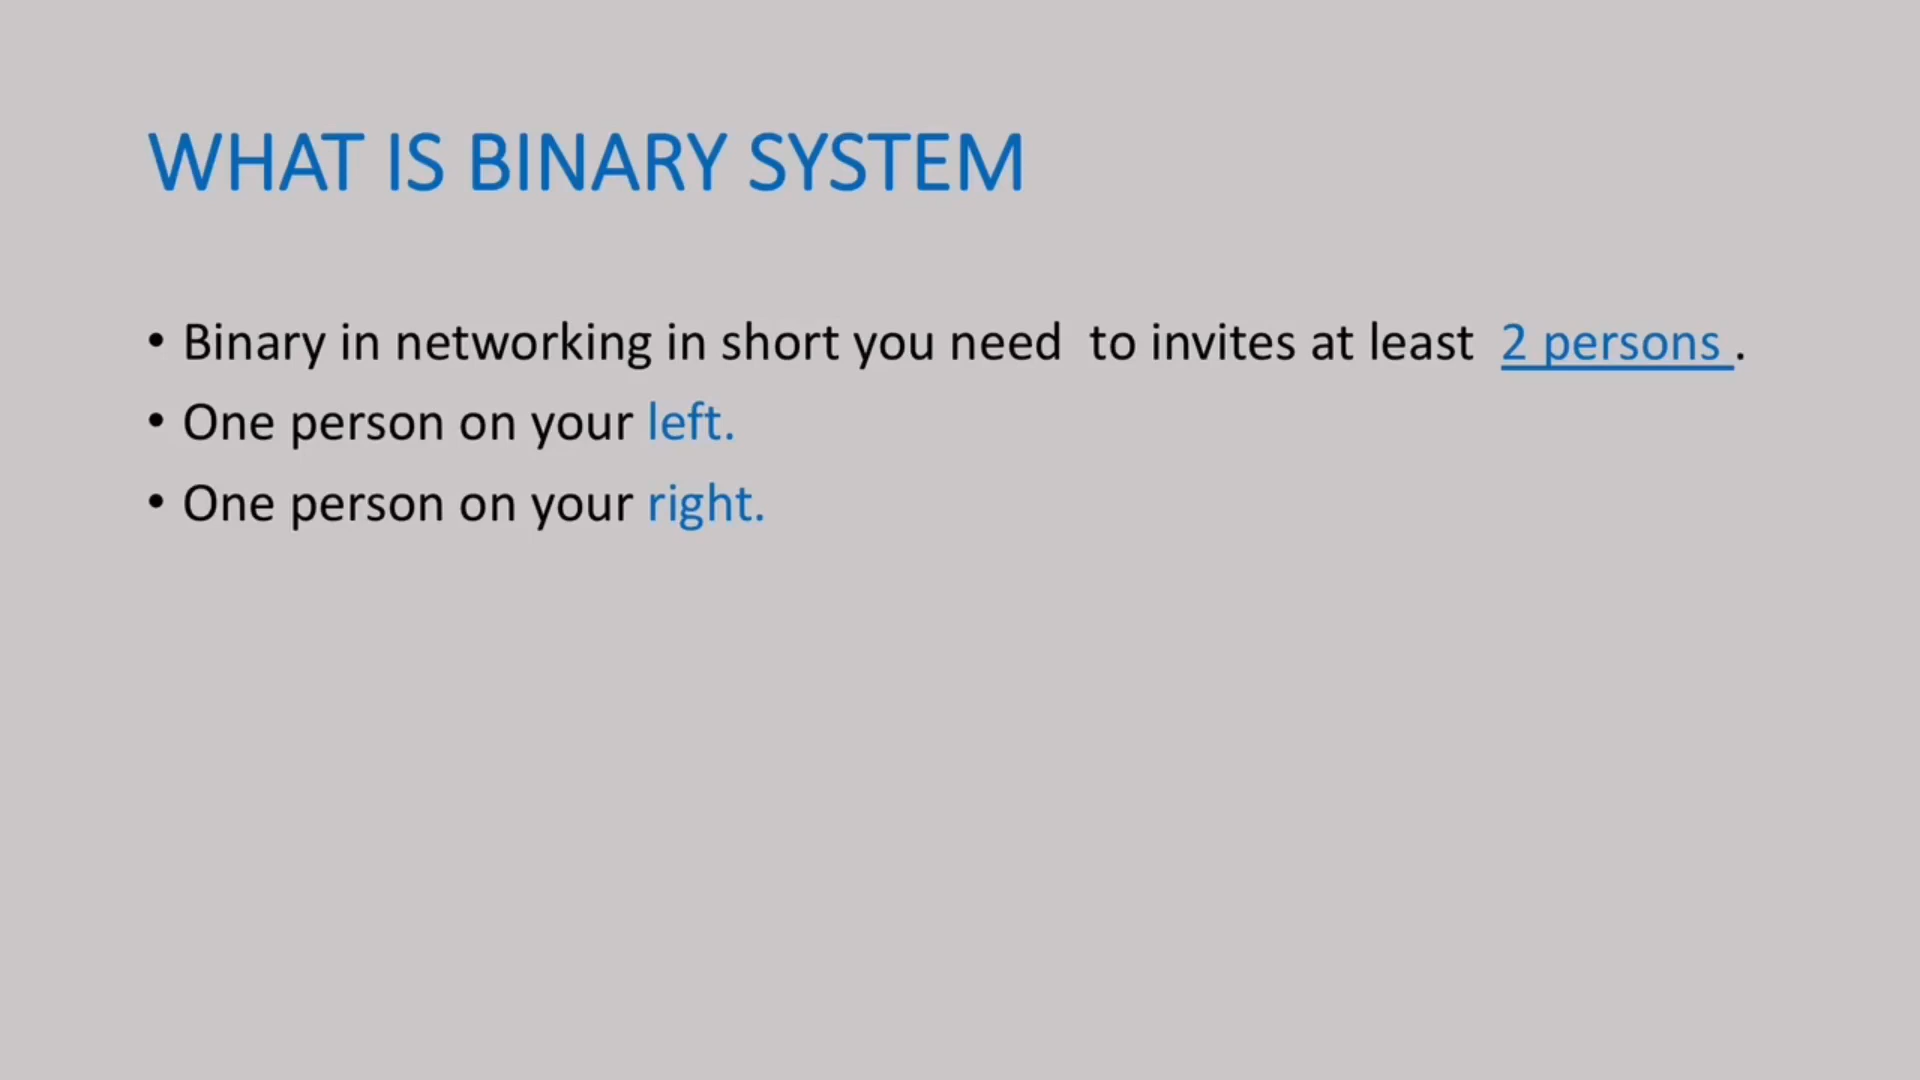 WHAT IS BINARY SYSTEM
• Binary in networking in short you need  to invites at least  2 persons .
• One person on your left.
• One person on your right.